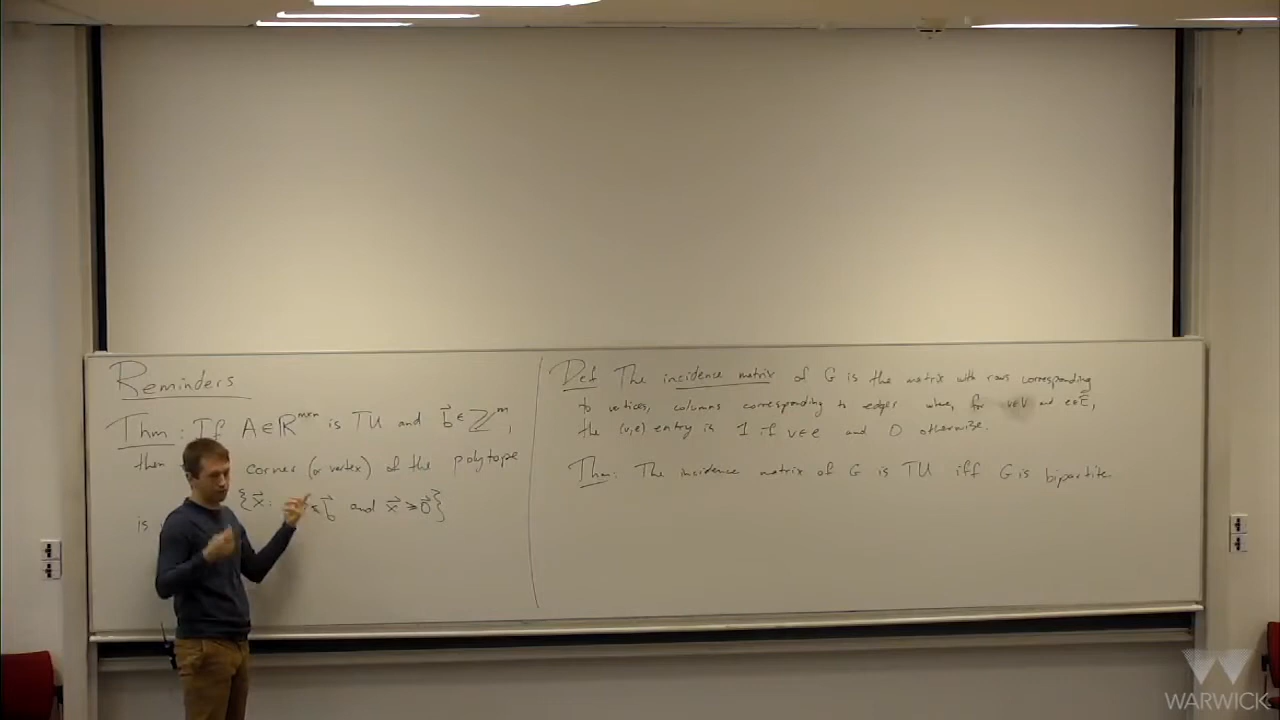 Reminders
Thm: If A ∈ ℝ^{m×n} is TU and b⃗ ∈ ℤ^m,
then corner (or vertex) of the polytope
{x⃗: ≤ b⃗ and x⃗ ≥ 0⃗}
is
Def The incidence matrix of G is the matrix with rows corresponding
to vertices, columns corresponding to edges where, for v∈V and e∈E,
the (v,e) entry is 1 if v∈e and 0 otherwise.
Thm: The incidence matrix of G is TU iff G is bipartite
WARWICK